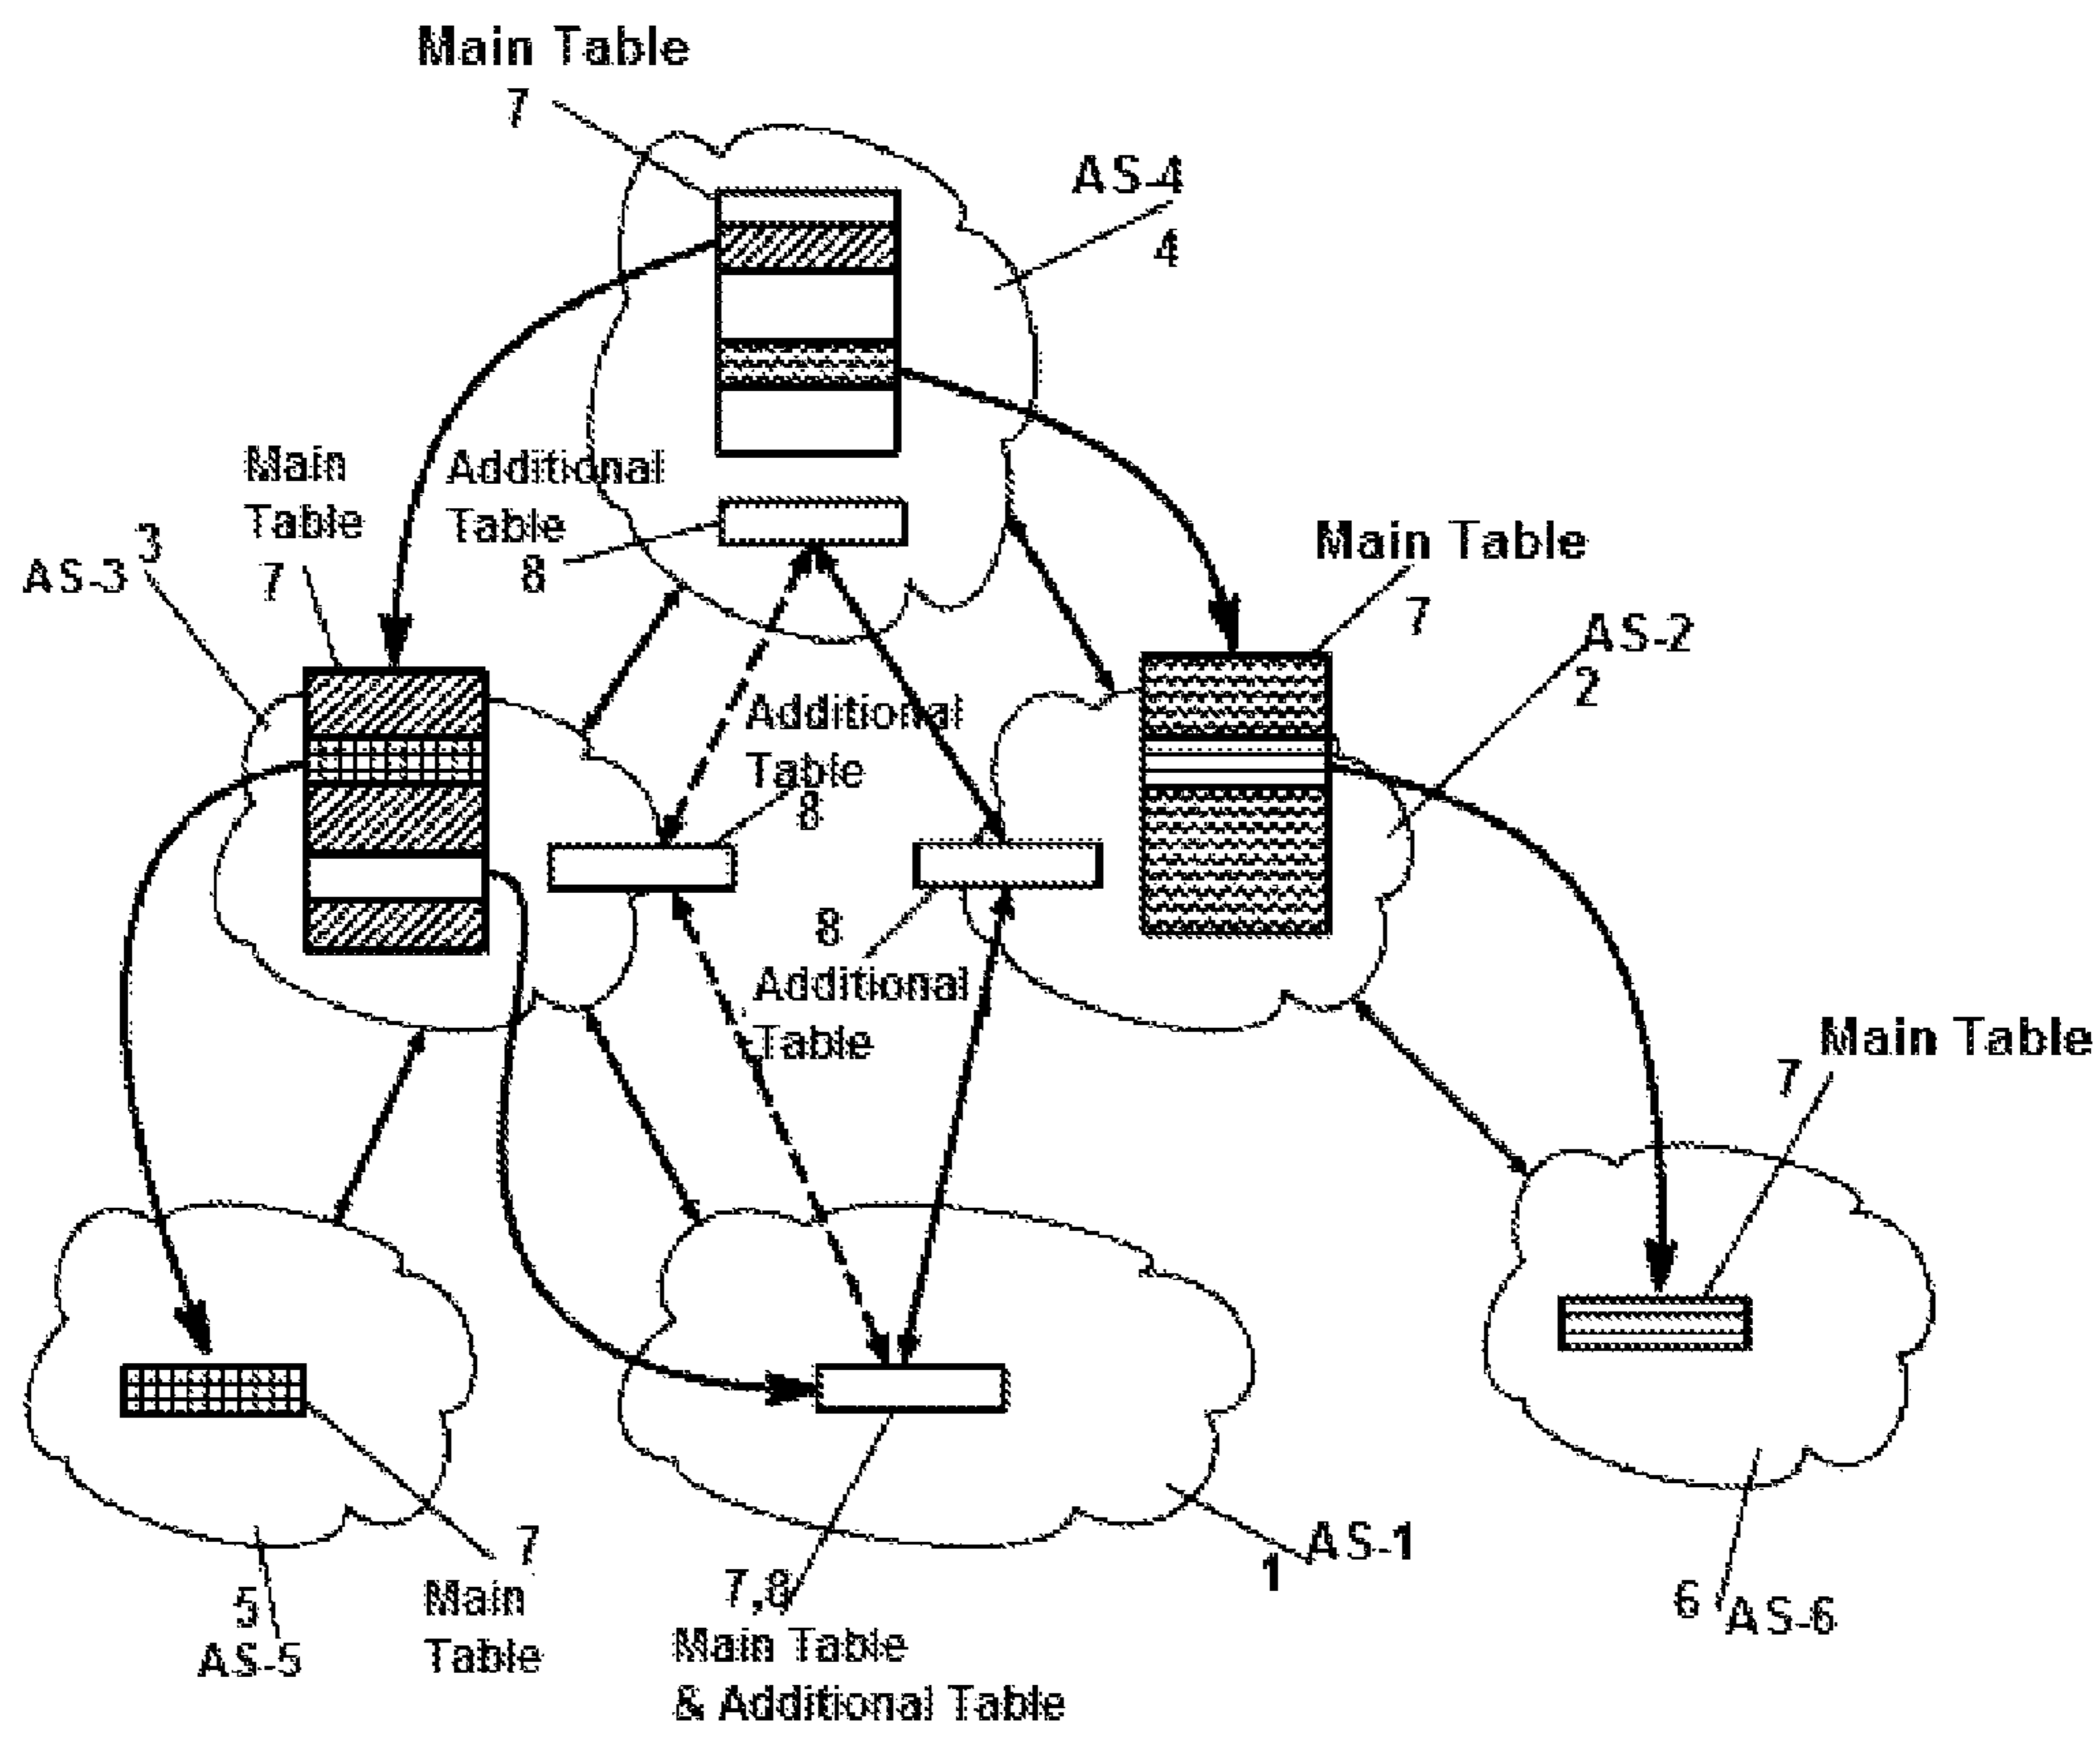 Main Table
7
AS-4
4
Main
Table
7
Additional
Table
8
3
AS-3
Main Table
7
AS-2
2
Additional
Table
8
8
Additional
Table
Main Table
7
7
Main
Table
5
AS-5
7,8
Main Table
& Additional Table
1
AS-1
6
AS-6